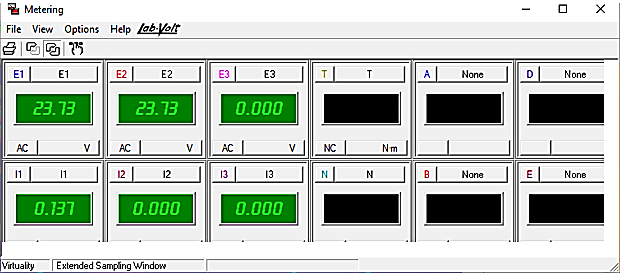 Metering
File View Options Help Lab-Volt
E1 E1 E2 E2 E3 E3 T T A None D None
23.73 23.73 0.000
AC V AC V AC V NC N·m
I1 I1 I2 I2 I3 I3 N N B None E None
0.137 0.000 0.000
Virtuality Extended Sampling Window